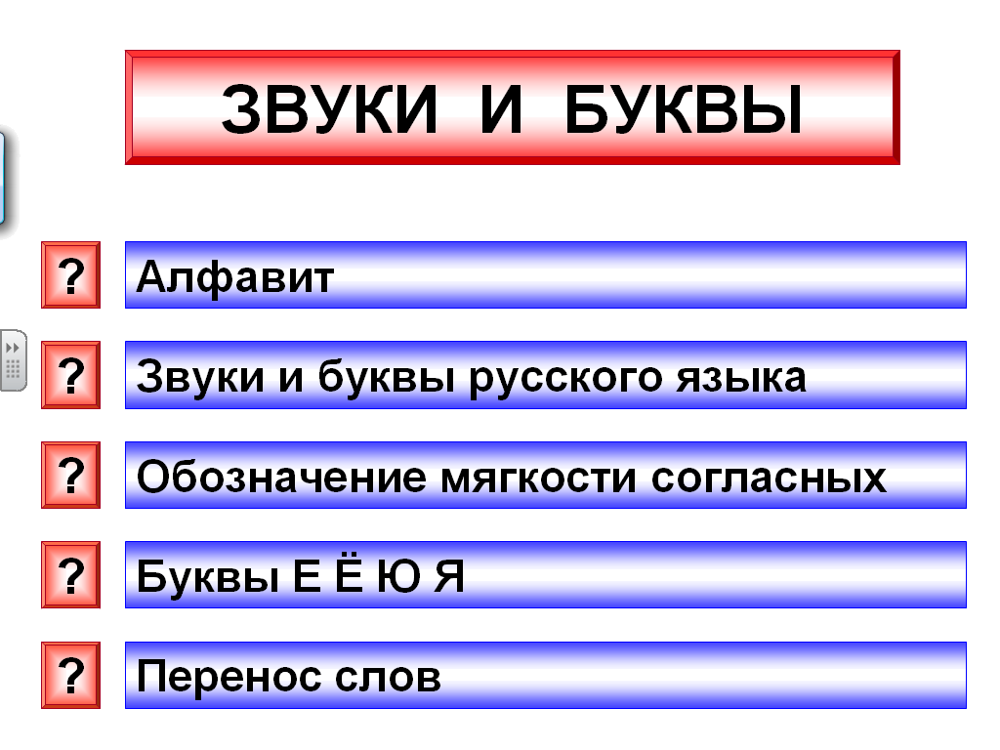 ЗВУКИ И БУКВЫ
? Алфавит
? Звуки и буквы русского языка
? Обозначение мягкости согласных
? Буквы Е Ё Ю Я
? Перенос слов